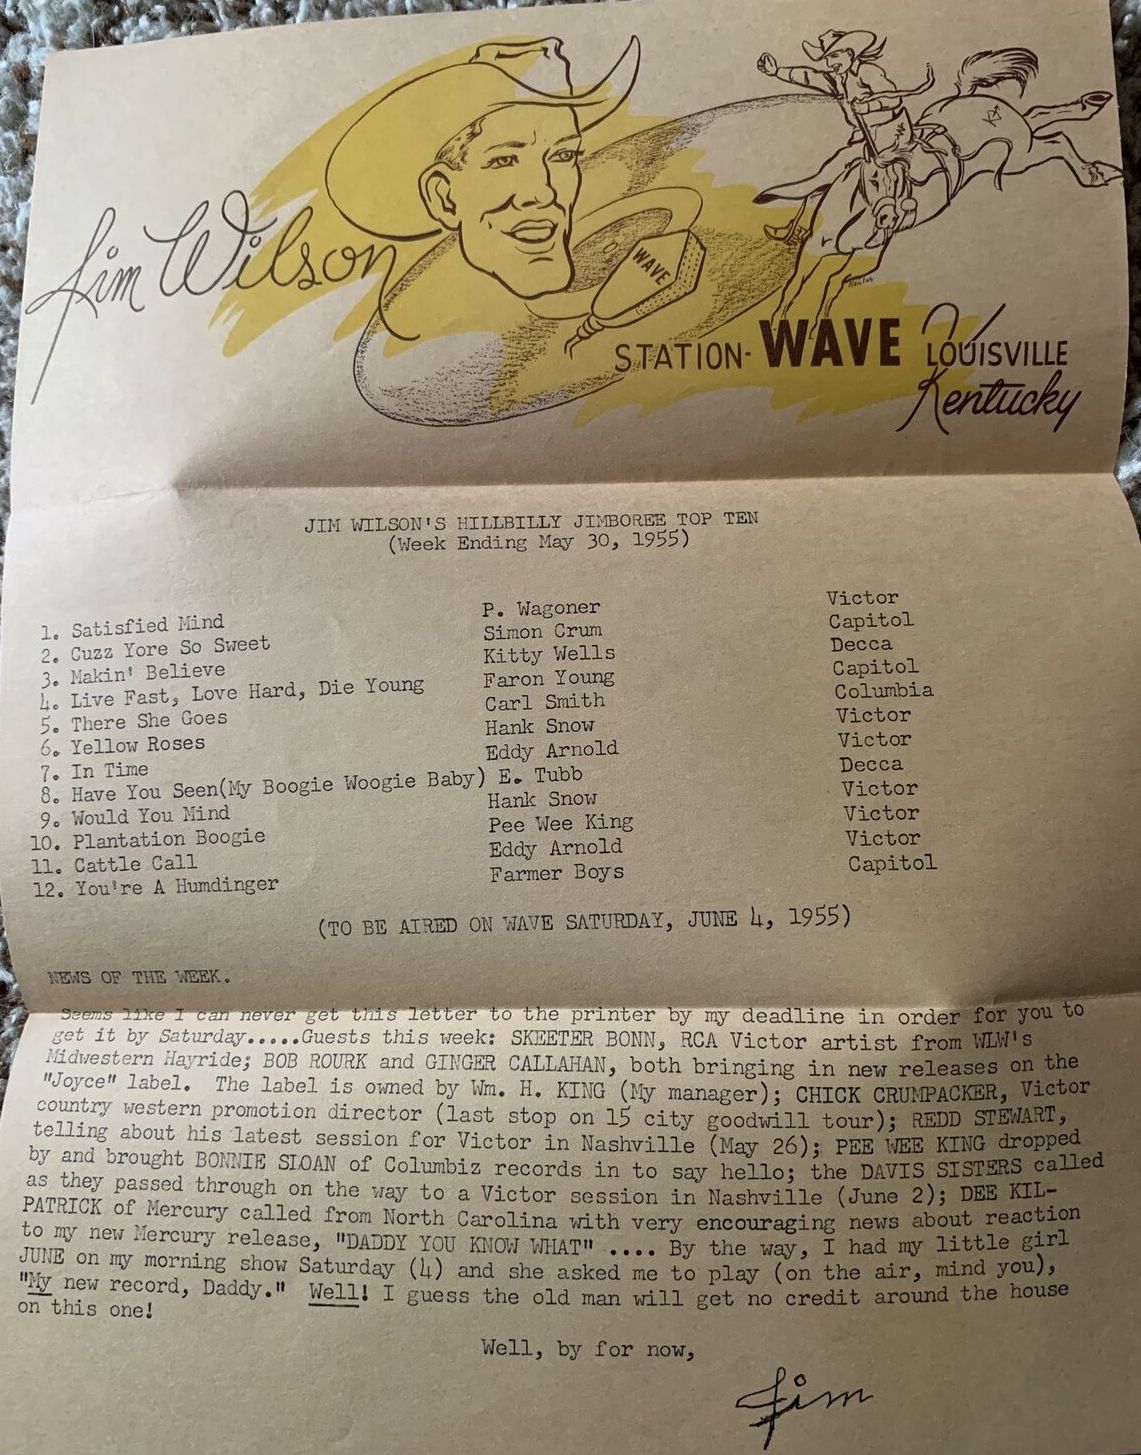 Jim Wilson
WAVE
STATION-WAVE LOUISVILLE
Kentucky
JIM WILSON'S HILLBILLY JIMBOREE TOP TEN
(Week Ending May 30, 1955)
1. Satisfied Mind P. Wagoner Victor
2. Cuzz Yore So Sweet Simon Crum Capitol
3. Makin' Believe Kitty Wells Decca
4. Live Fast, Love Hard, Die Young Faron Young Capitol
5. There She Goes Carl Smith Columbia
6. Yellow Roses Hank Snow Victor
7. In Time Eddy Arnold Victor
8. Have You Seen(My Boogie Woogie Baby) E. Tubb Decca
9. Would You Mind Hank Snow Victor
10. Plantation Boogie Pee Wee King Victor
11. Cattle Call Eddy Arnold Victor
12. You're A Humdinger Farmer Boys Capitol
(TO BE AIRED ON WAVE SATURDAY, JUNE 4, 1955)
NEWS OF THE WEEK.
Seems like I can never get this letter to the printer by my deadline in order for you to
get it by Saturday.....Guests this week: SKEETER BONN, RCA Victor artist from WLW's
Midwestern Hayride; BOB ROURK and GINGER CALLAHAN, both bringing in new releases on the
"Joyce" label. The label is owned by Wm. H. KING (My manager); CHICK CRUMPACKER, Victor
country western promotion director (last stop on 15 city goodwill tour); REDD STEWART,
telling about his latest session for Victor in Nashville (May 26); PEE WEE KING dropped
by and brought BONNIE SLOAN of Columbiz records in to say hello; the DAVIS SISTERS called
as they passed through on the way to a Victor session in Nashville (June 2); DEE KIL-
PATRICK of Mercury called from North Carolina with very encouraging news about reaction
to my new Mercury release, "DADDY YOU KNOW WHAT" .... By the way, I had my little girl
JUNE on my morning show Saturday (4) and she asked me to play (on the air, mind you),
"My new record, Daddy." Well! I guess the old man will get no credit around the house
on this one!
Well, by for now,
Jim